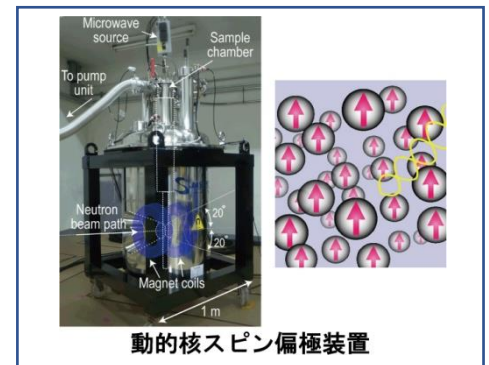 Microwave
source
Sample
chamber
To pump
unit
Neutron
beam path
20°
20°
Magnet coils
1 m
動的核スピン偏極装置